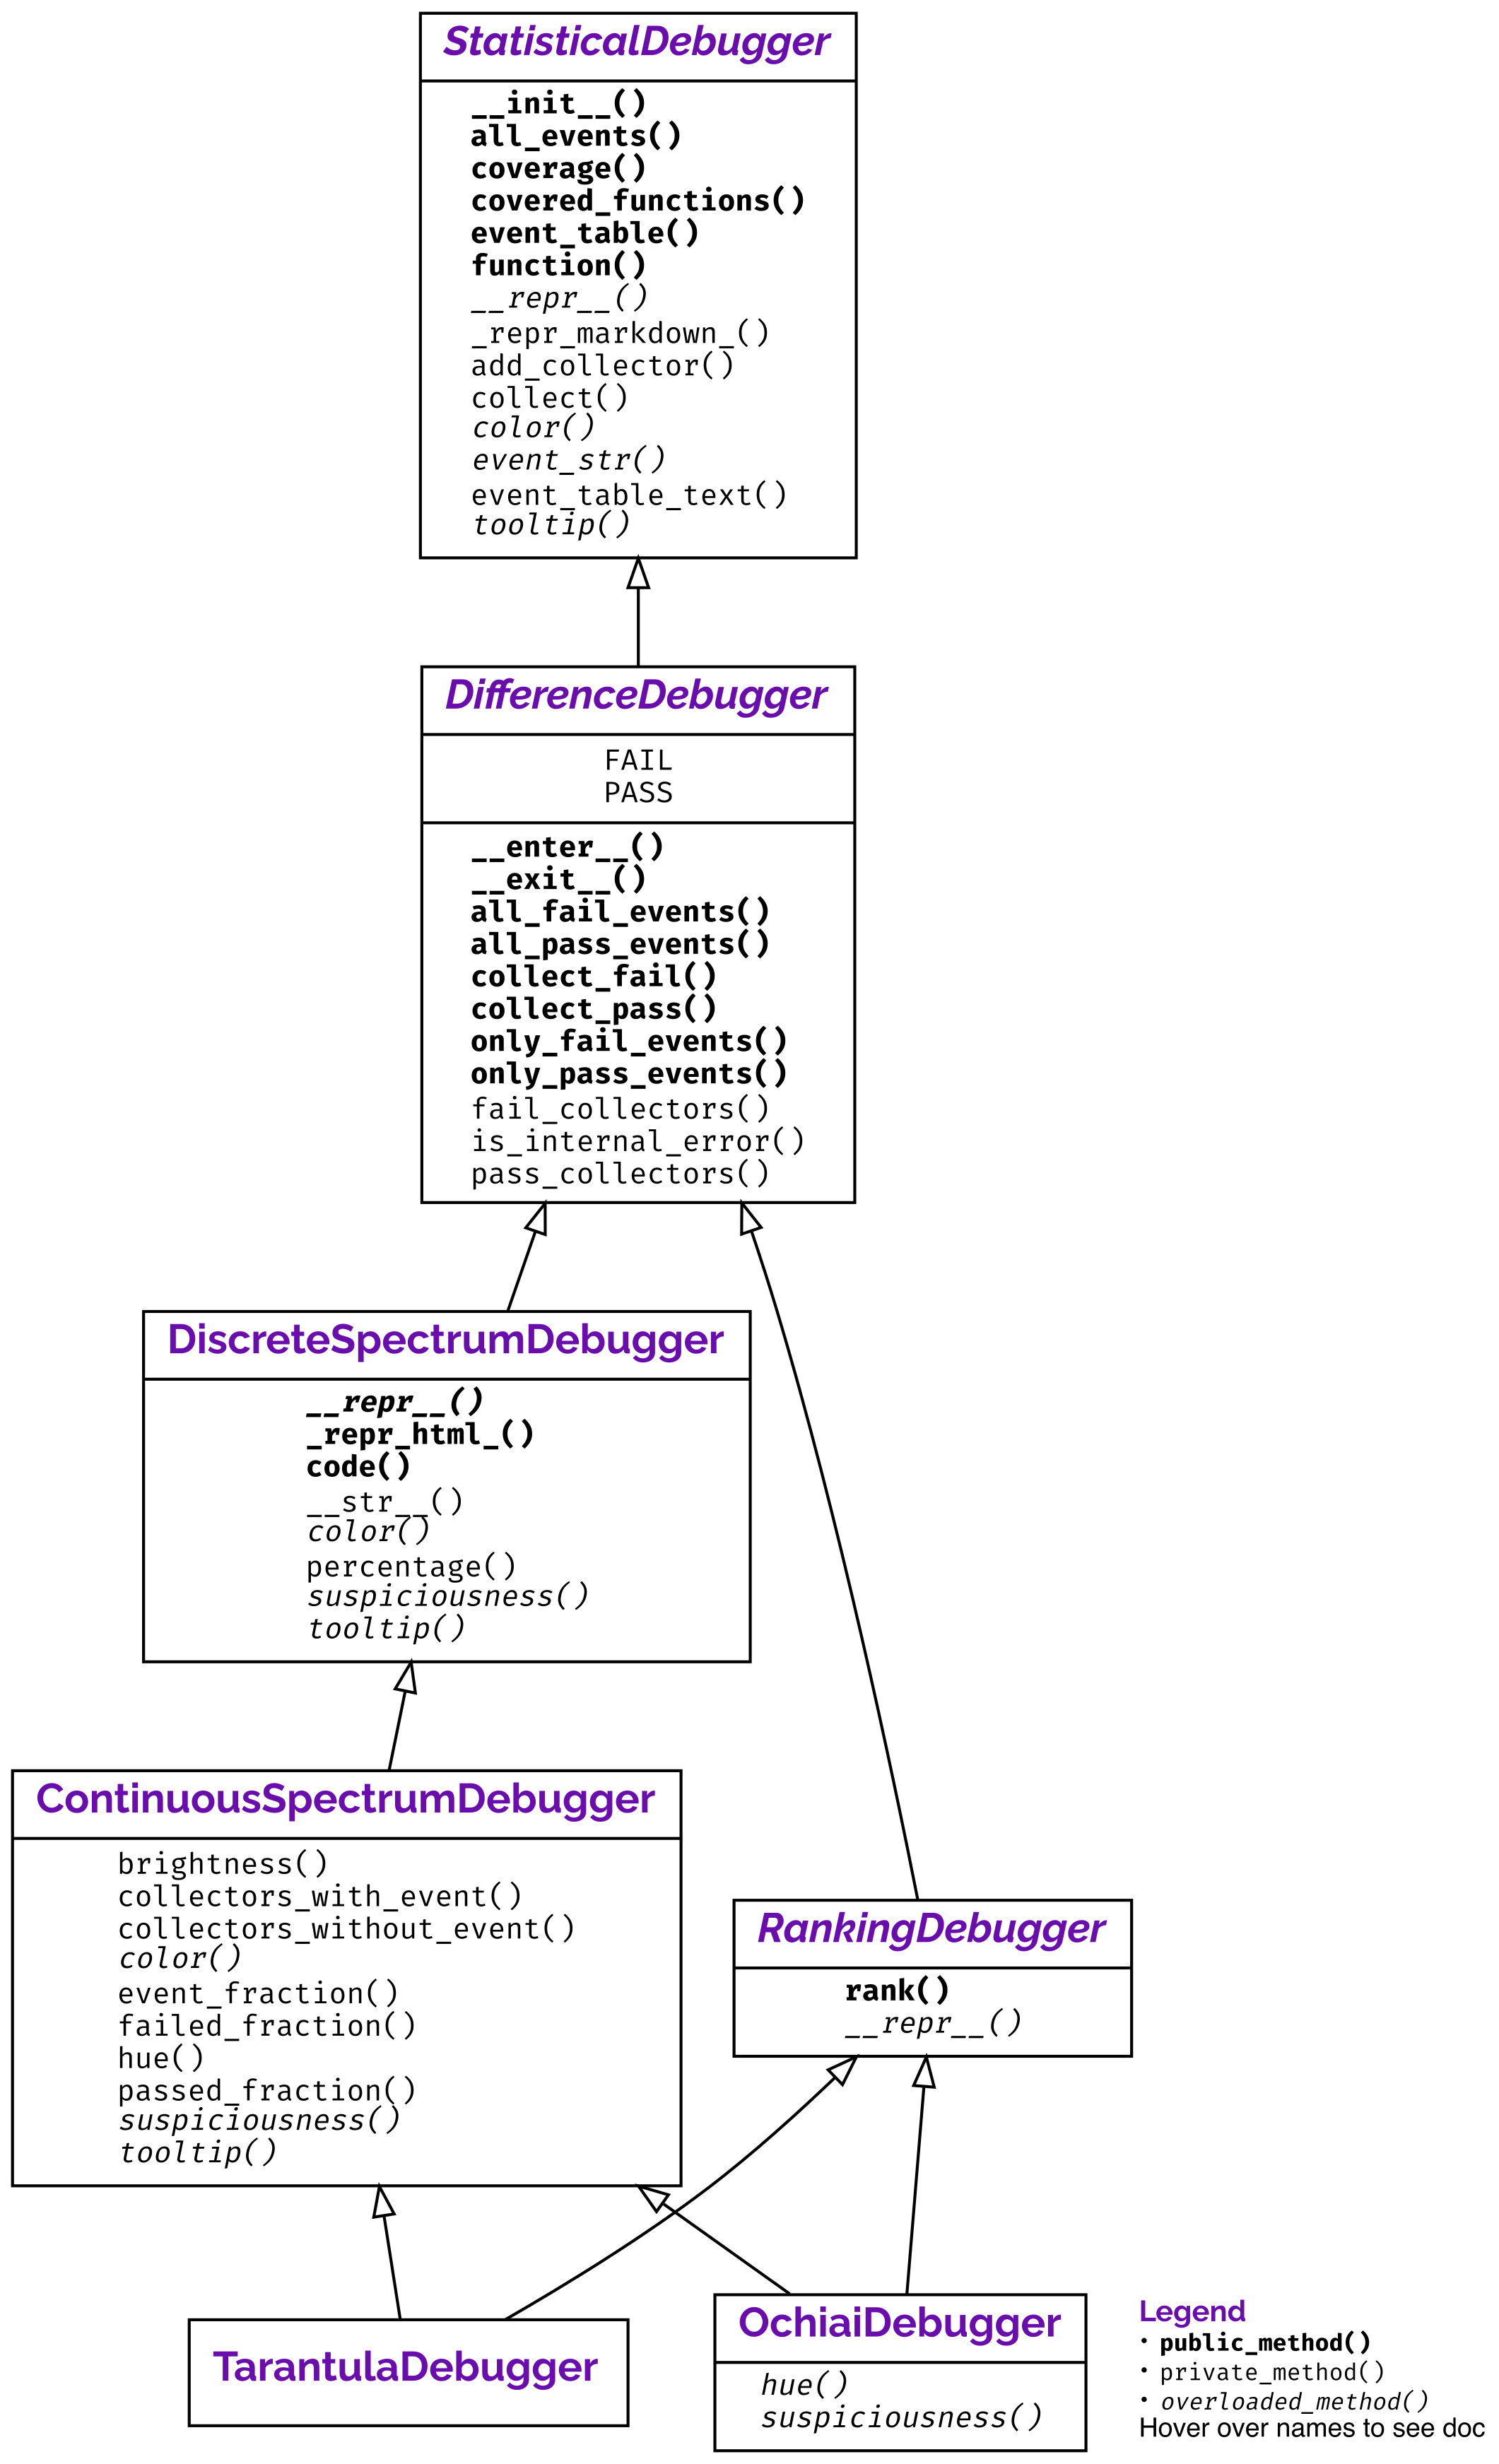 StatisticalDebugger
__init__()
all_events()
coverage()
covered_functions()
event_table()
function()
__repr__()
_repr_markdown_()
add_collector()
collect()
color()
event_str()
event_table_text()
tooltip()
DifferenceDebugger
FAIL
PASS
__enter__()
__exit__()
all_fail_events()
all_pass_events()
collect_fail()
collect_pass()
only_fail_events()
only_pass_events()
fail_collectors()
is_internal_error()
pass_collectors()
DiscreteSpectrumDebugger
__repr__()
_repr_html_()
code()
__str__()
color()
percentage()
suspiciousness()
tooltip()
ContinuousSpectrumDebugger
brightness()
collectors_with_event()
collectors_without_event()
color()
event_fraction()
failed_fraction()
hue()
passed_fraction()
suspiciousness()
tooltip()
RankingDebugger
rank()
__repr__()
TarantulaDebugger
OchiaiDebugger
hue()
suspiciousness()
Legend
• public_method()
• private_method()
• overloaded_method()
Hover over names to see doc